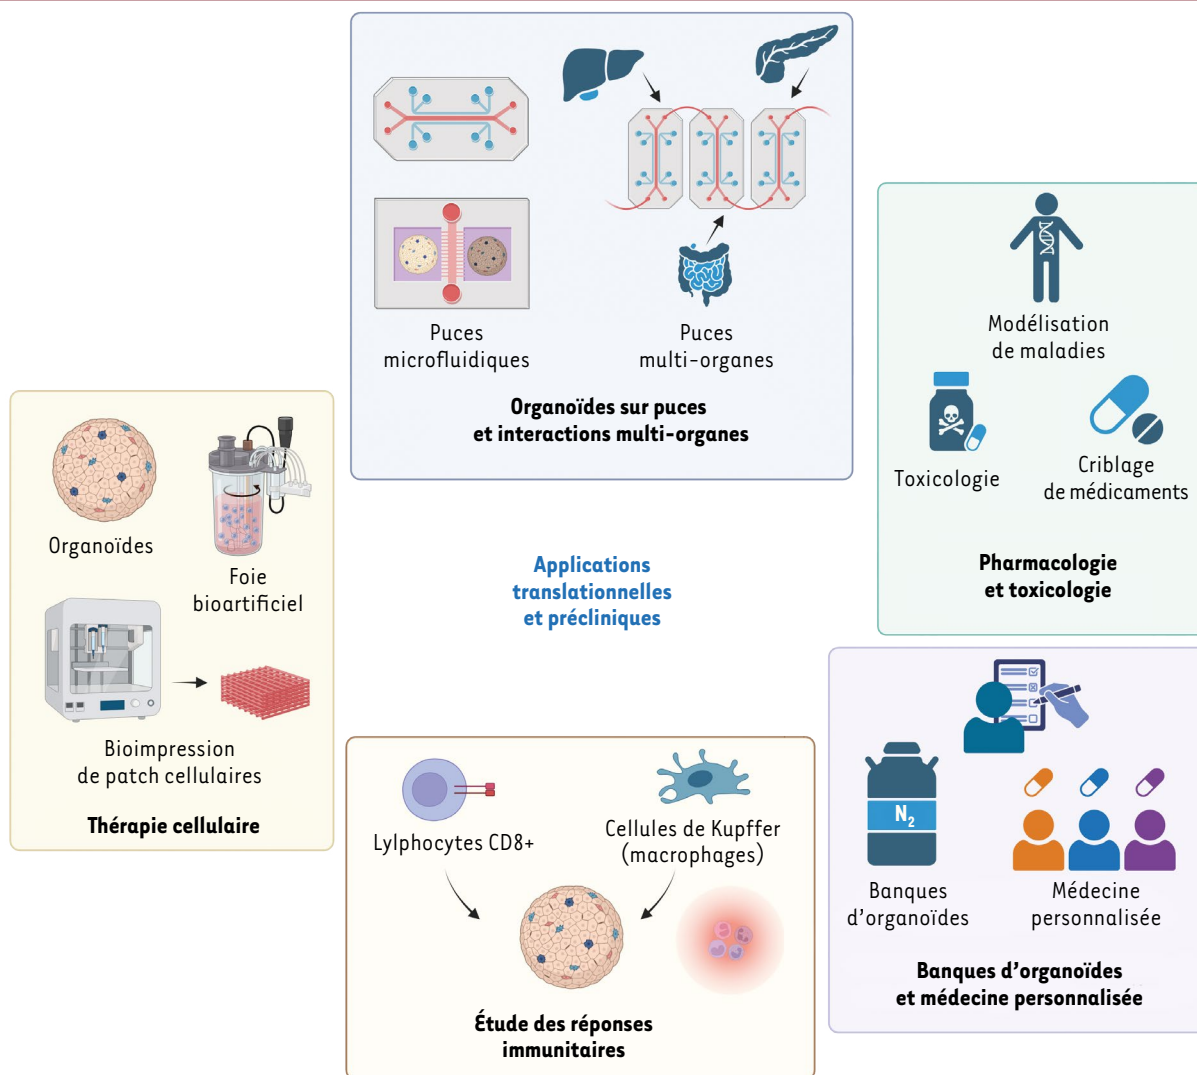 Puces
microfluidiques
Puces
multi-organes
Organoïdes sur puces
et interactions multi-organes
Modélisation
de maladies
Toxicologie
Criblage
de médicaments
Pharmacologie
et toxicologie
Organoïdes
Foie
bioartificiel
Bioimpression
de patch cellulaires
Thérapie cellulaire
Applications
translationnelles
et précliniques
Lylphocytes CD8+
Cellules de Kupffer
(macrophages)
Étude des réponses
immunitaires
N₂
Banques
d'organoïdes
Médecine
personnalisée
Banques d'organoïdes
et médecine personnalisée